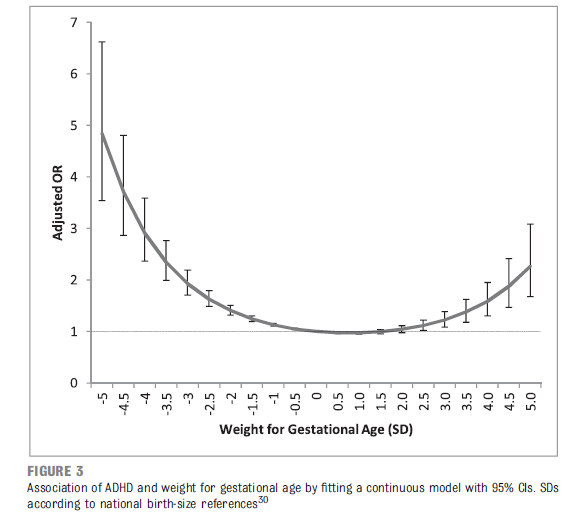 7
6
5
4
3
2
1
0
Adjusted OR
-5 -4.5 -4 -3.5 -3 -2.5 -2 -1.5 -1 -0.5 0 0.5 1.0 1.5 2.0 2.5 3.0 3.5 4.0 4.5 5.0
Weight for Gestational Age (SD)
FIGURE 3
Association of ADHD and weight for gestational age by fitting a continuous model with 95% CIs. SDs
according to national birth-size references30